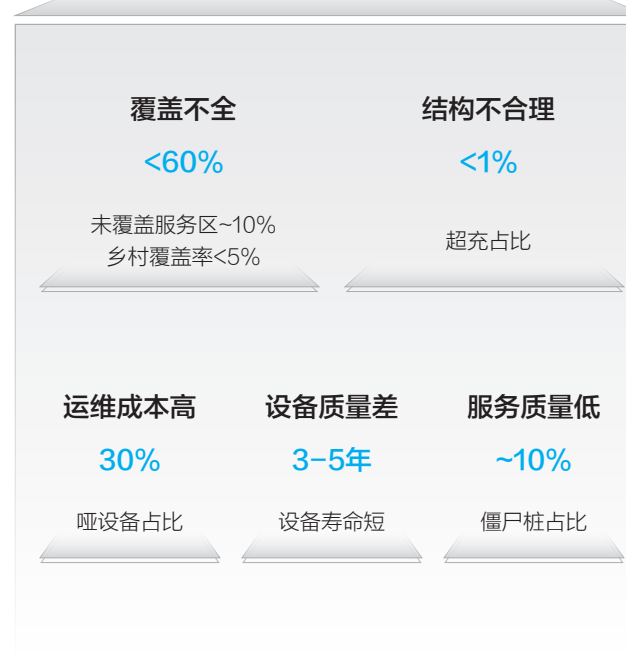 覆盖不全
<60%
未覆盖服务区~10%
乡村覆盖率<5%
结构不合理
<1%
超充占比
运维成本高
30%
哑设备占比
设备质量差
3-5年
设备寿命短
服务质量低
~10%
僵尸桩占比